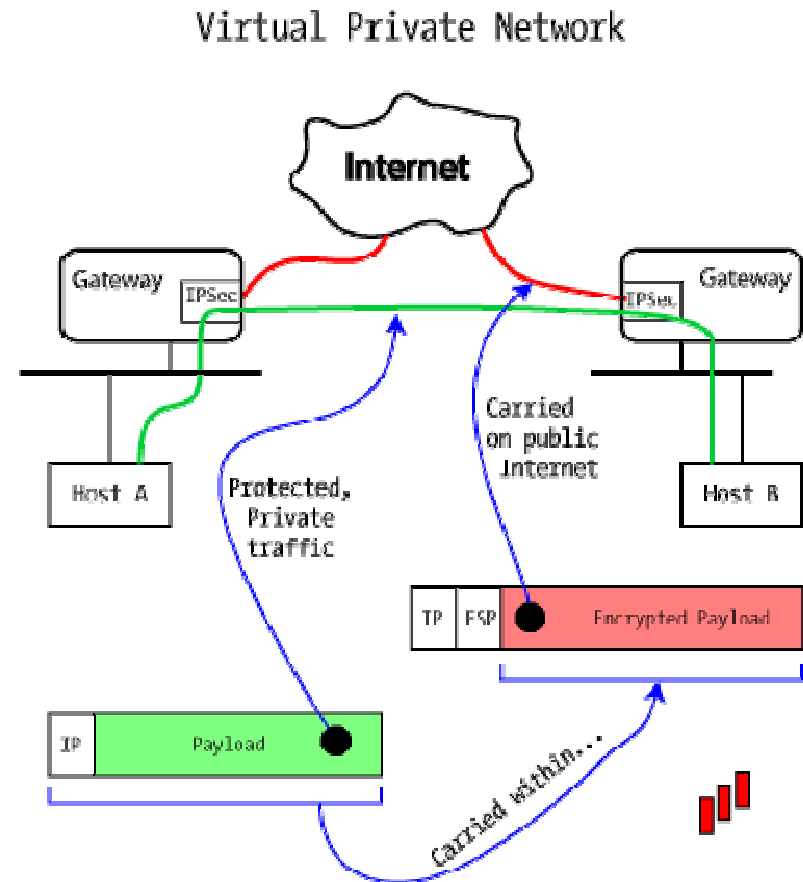 Virtual Private Network
Internet
Gateway
IPSec
Gateway
IPSec
Carried
on public
Internet
Host A
Host B
Protected,
Private
traffic
IP
ESP
Encrypted Payload
IP
Payload
Carried within...